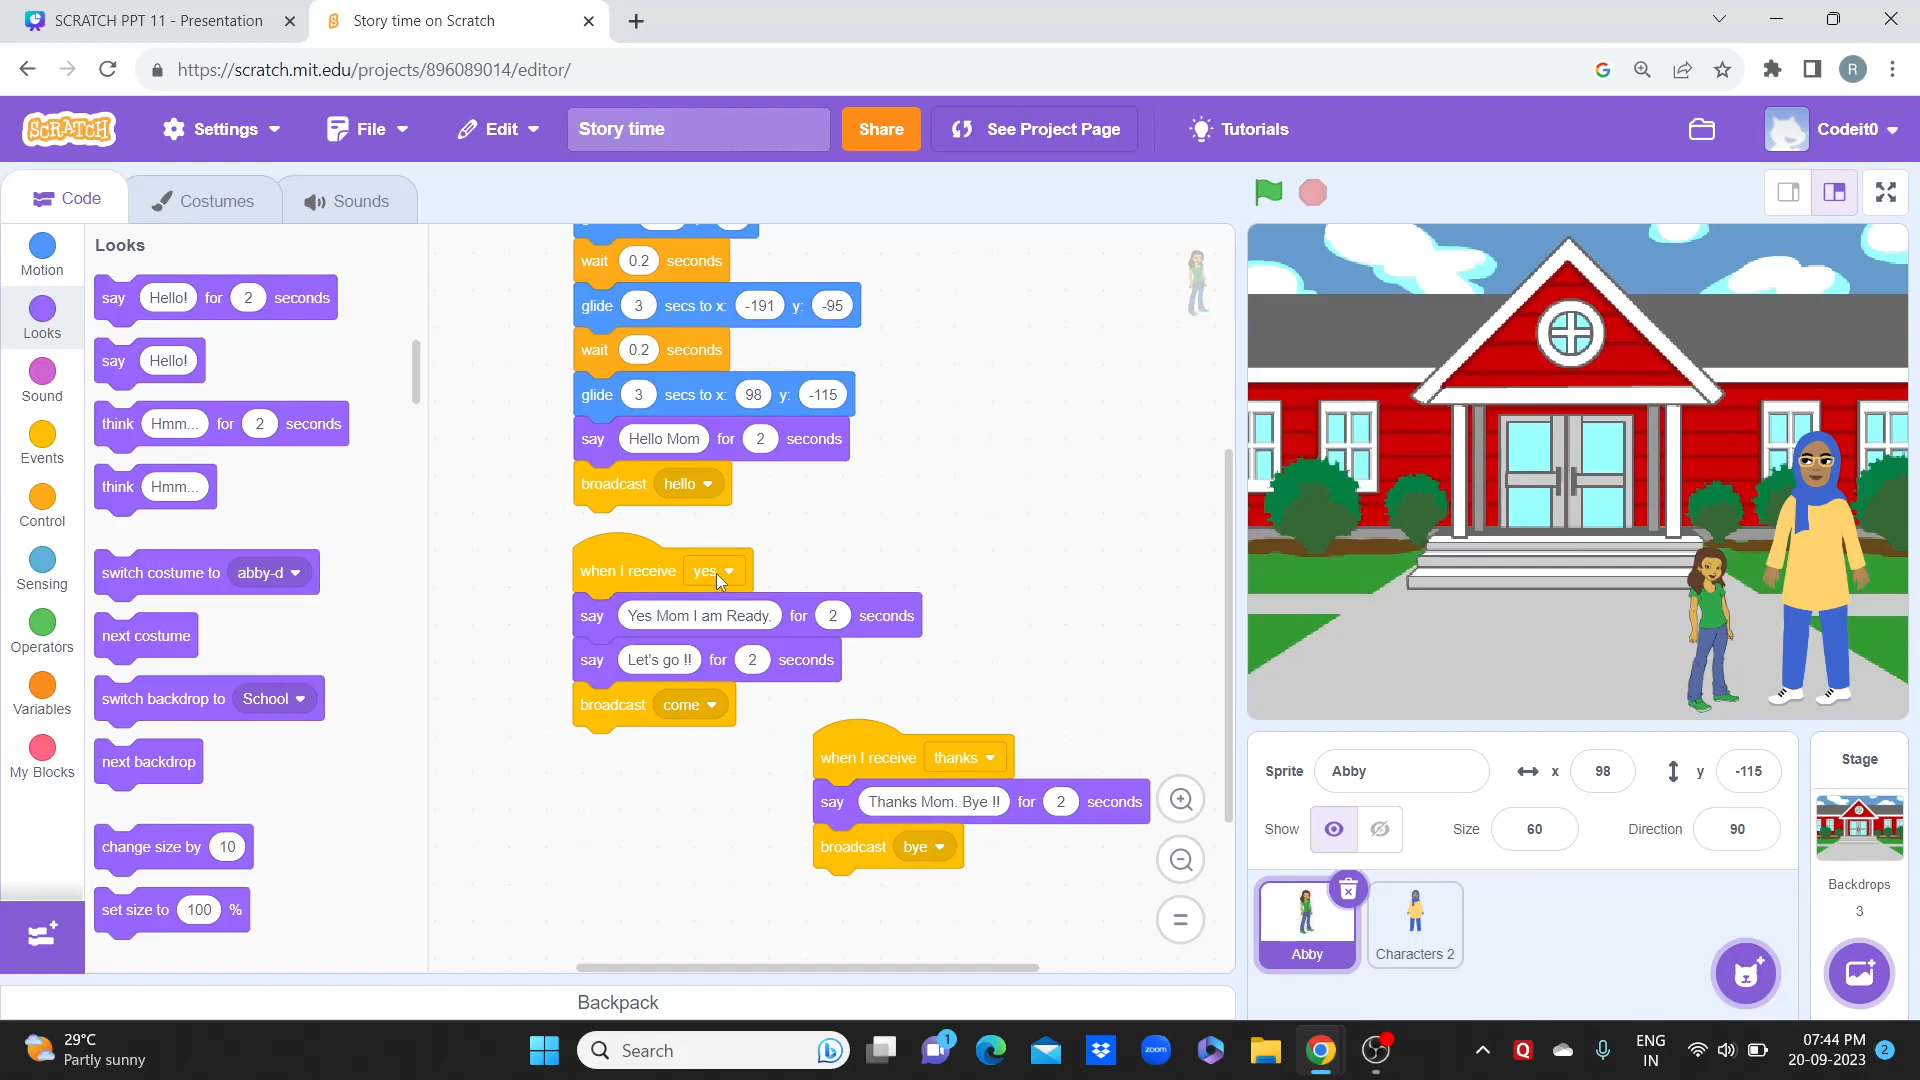 SCRATCH PPT 11 - Presentation
Story time on Scratch
https://scratch.mit.edu/projects/896089014/editor/
R
SCRATCH
Settings
File
Edit
Story time
Share
See Project Page
Tutorials
Codeit0
Code
Costumes
Sounds
Motion
Looks
Sound
Events
Control
Sensing
Operators
Variables
My Blocks
Looks
say Hello! for 2 seconds
say Hello!
think Hmm... for 2 seconds
think Hmm...
switch costume to abby-d
next costume
switch backdrop to School
next backdrop
change size by 10
set size to 100 %
wait 0.2 seconds
glide 3 secs to x: -191 y: -95
wait 0.2 seconds
glide 3 secs to x: 98 y: -115
say Hello Mom for 2 seconds
broadcast hello
when I receive yes
say Yes Mom I am Ready. for 2 seconds
say Let's go !! for 2 seconds
broadcast come
when I receive thanks
say Thanks Mom. Bye !! for 2 seconds
broadcast bye
Sprite Abby x 98 y -115
Show Size 60 Direction 90
Abby
Characters 2
Stage
Backdrops
3
Backpack
29°C
Partly sunny
Search
1
zoom
Q
ENG
IN
07:44 PM
20-09-2023
2